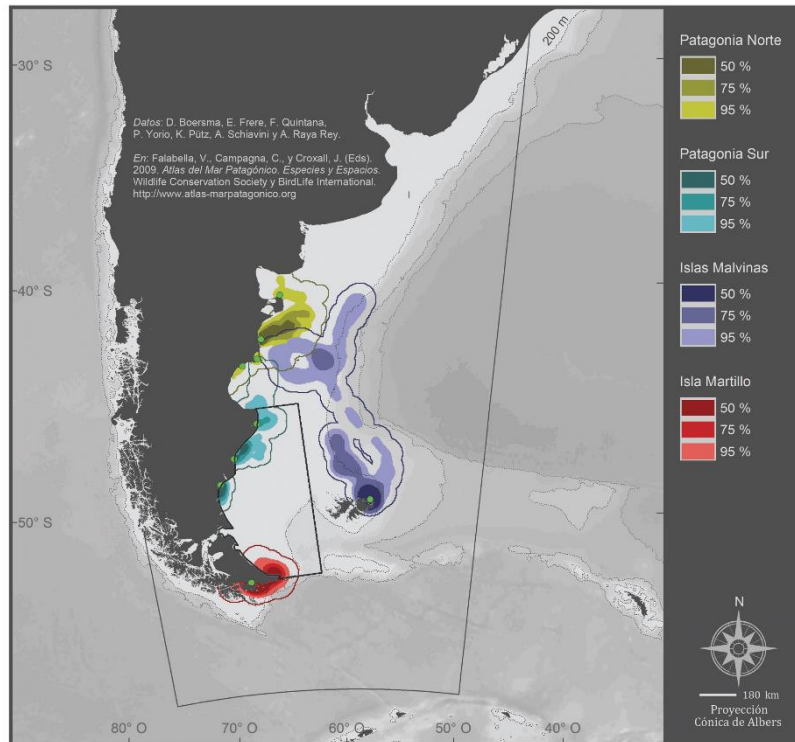 30° S
40° S
50° S
80° O
70° O
60° O
50° O
40° O
200 m
Datos: D. Boersma, E. Frere, F. Quintana,
P. Yorio, K. Pütz, A. Schiavini y A. Raya Rey.
En: Falabella, V., Campagna, C., y Croxall, J. (Eds).
2009. Atlas del Mar Patagónico. Especies y Espacios.
Wildlife Conservation Society y BirdLife International.
http://www.atlas-marpatagonico.org
Patagonia Norte
50 %
75 %
95 %
Patagonia Sur
50 %
75 %
95 %
Islas Malvinas
50 %
75 %
95 %
Isla Martillo
50 %
75 %
95 %
N
180 km
Proyección
Cónica de Albers